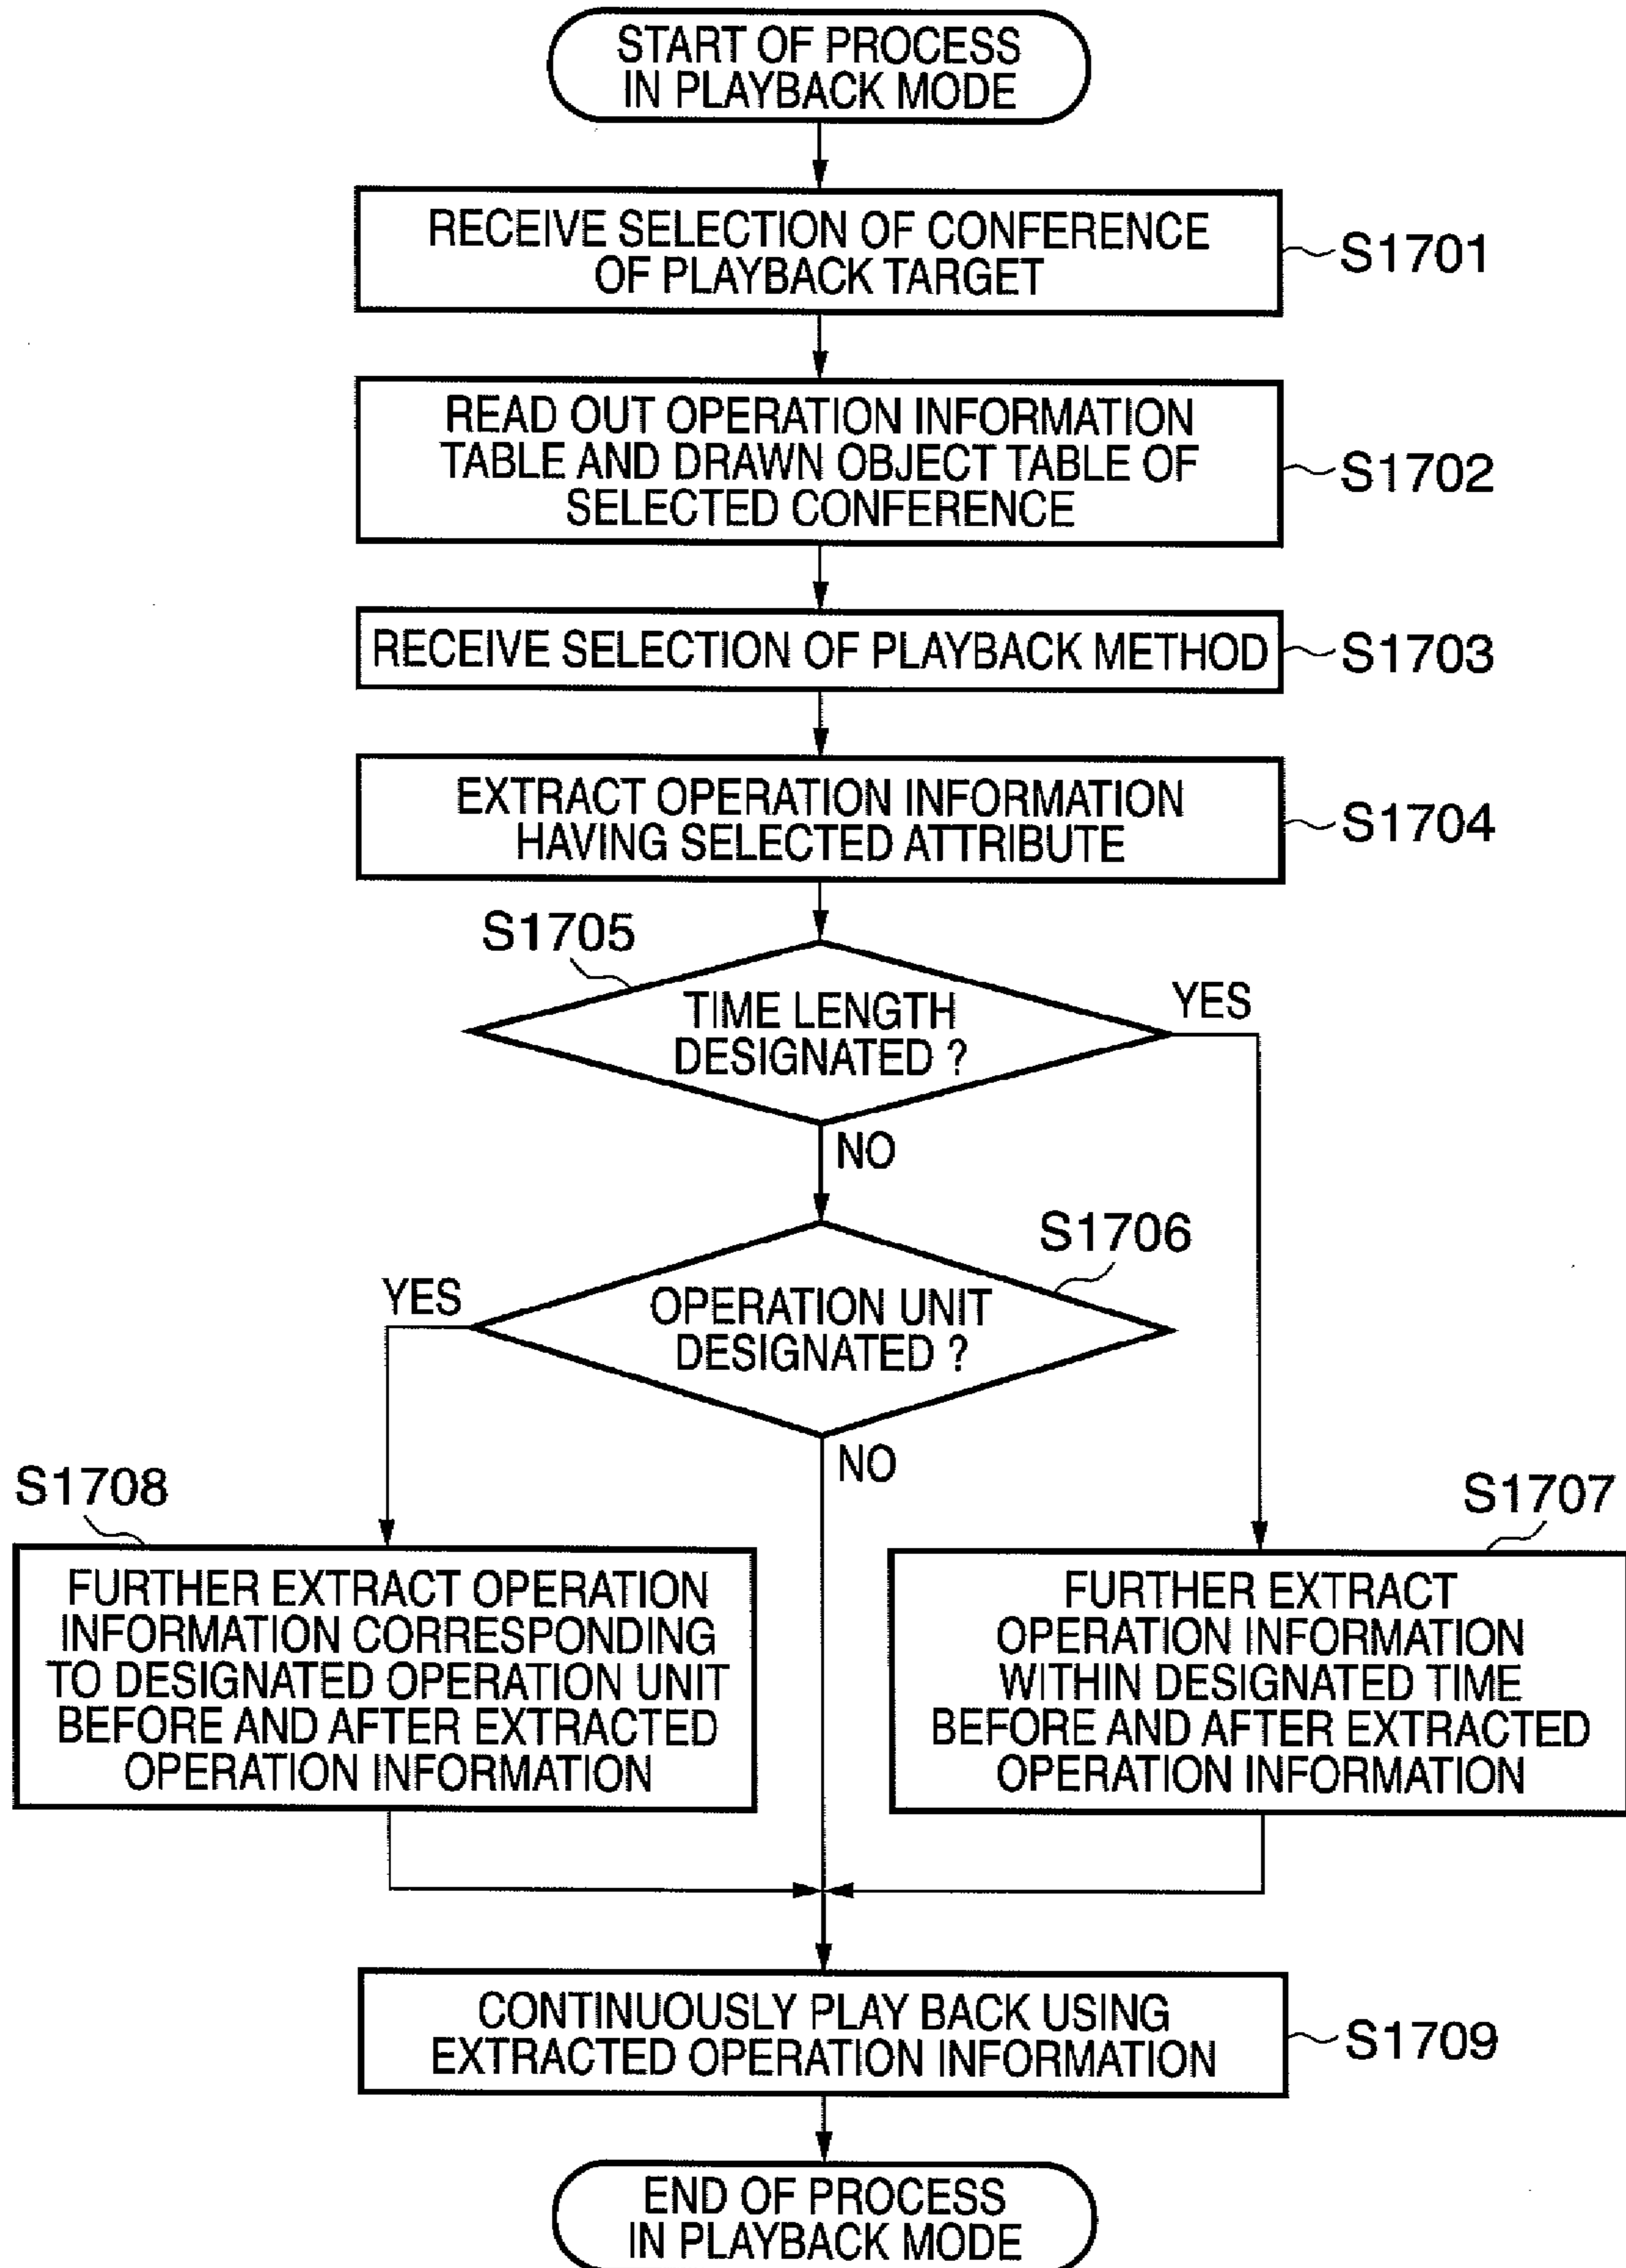 START OF PROCESS
IN PLAYBACK MODE
RECEIVE SELECTION OF CONFERENCE
OF PLAYBACK TARGET
S1701
READ OUT OPERATION INFORMATION
TABLE AND DRAWN OBJECT TABLE OF
SELECTED CONFERENCE
S1702
RECEIVE SELECTION OF PLAYBACK METHOD
S1703
EXTRACT OPERATION INFORMATION
HAVING SELECTED ATTRIBUTE
S1704
S1705
TIME LENGTH
DESIGNATED ?
YES
NO
S1706
OPERATION UNIT
DESIGNATED ?
YES
NO
S1708
FURTHER EXTRACT OPERATION
INFORMATION CORRESPONDING
TO DESIGNATED OPERATION UNIT
BEFORE AND AFTER EXTRACTED
OPERATION INFORMATION
S1707
FURTHER EXTRACT
OPERATION INFORMATION
WITHIN DESIGNATED TIME
BEFORE AND AFTER EXTRACTED
OPERATION INFORMATION
CONTINUOUSLY PLAY BACK USING
EXTRACTED OPERATION INFORMATION
S1709
END OF PROCESS
IN PLAYBACK MODE